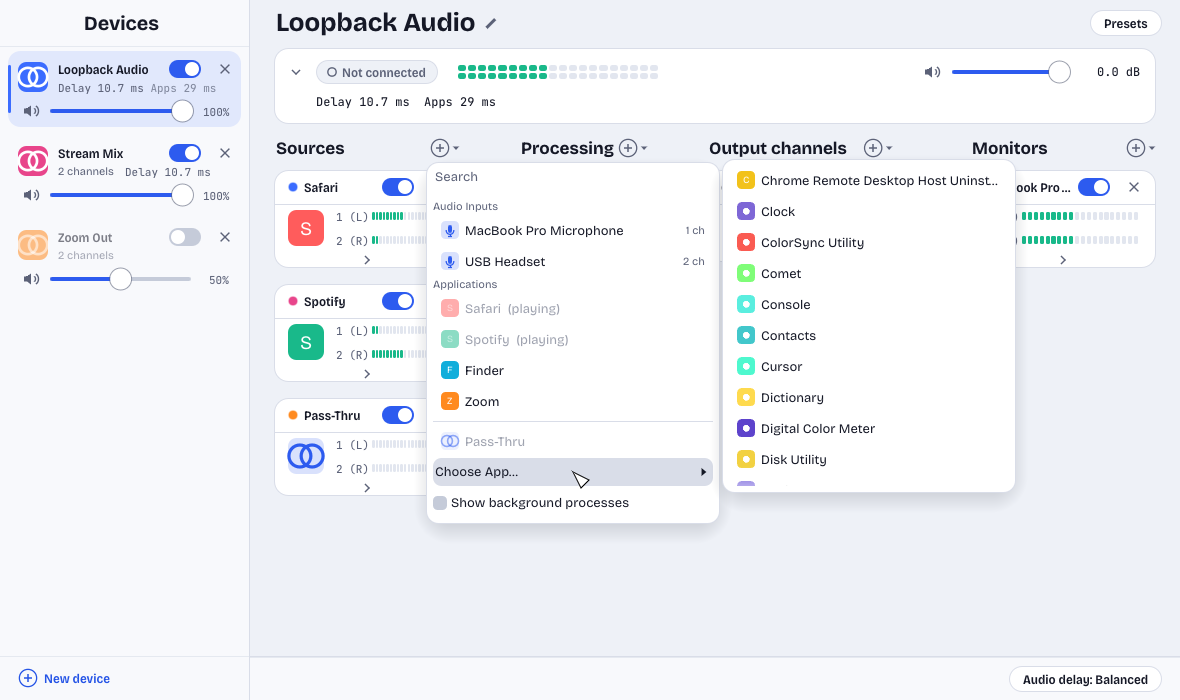 Devices
Loopback Audio
Delay 10.7 ms Apps 29 ms
100%
Stream Mix
2 channels Delay 10.7 ms
100%
Zoom Out
2 channels
50%
New device
Loopback Audio
Presets
Not connected
0.0 dB
Delay 10.7 ms Apps 29 ms
Sources
Processing
Output channels
Monitors
Safari
S
1 (L)
2 (R)
Spotify
S
1 (L)
2 (R)
Pass-Thru
1 (L)
2 (R)
Search
Audio Inputs
MacBook Pro Microphone 1 ch
USB Headset 2 ch
Applications
S Safari (playing)
S Spotify (playing)
F Finder
Z Zoom
Pass-Thru
Choose App...
Show background processes
C Chrome Remote Desktop Host Uninst...
Clock
ColorSync Utility
Comet
Console
Contacts
Cursor
Dictionary
Digital Color Meter
Disk Utility
ook Pro...
Audio delay: Balanced